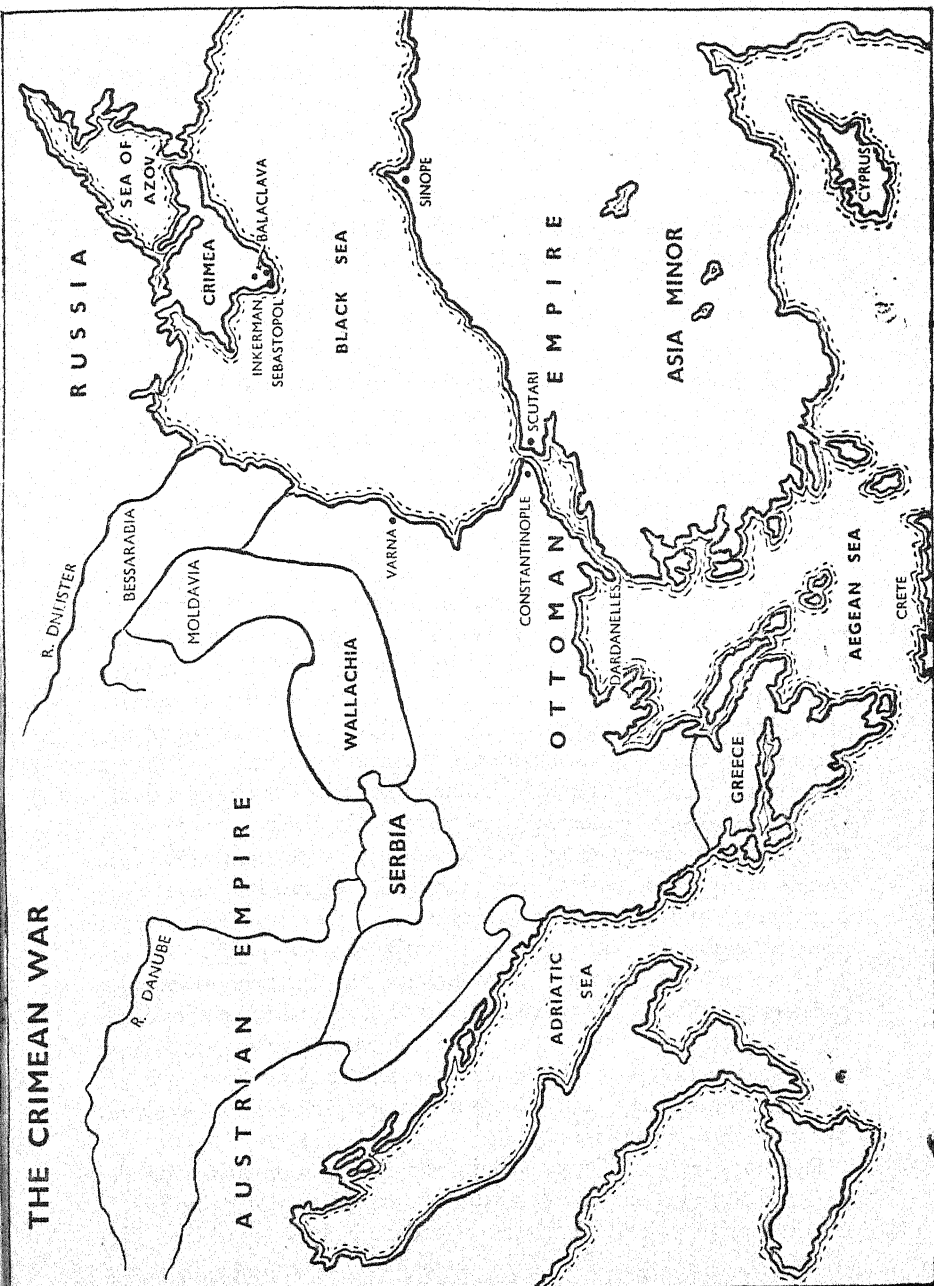 THE CRIMEAN WAR
RUSSIA
SEA OF
AZOV
CRIMEA
BALACLAVA
INKERMAN
SEBASTOPOL
BLACK SEA
SINOPE
R. DNIESTER
BESSARABIA
MOLDAVIA
WALLACHIA
VARNA
R. DANUBE
AUSTRIAN EMPIRE
SERBIA
CONSTANTINOPLE
SCUTARI
OTTOMAN EMPIRE
DARDANELLES
ASIA MINOR
CYPRUS
ADRIATIC
SEA
GREECE
AEGEAN SEA
CRETE